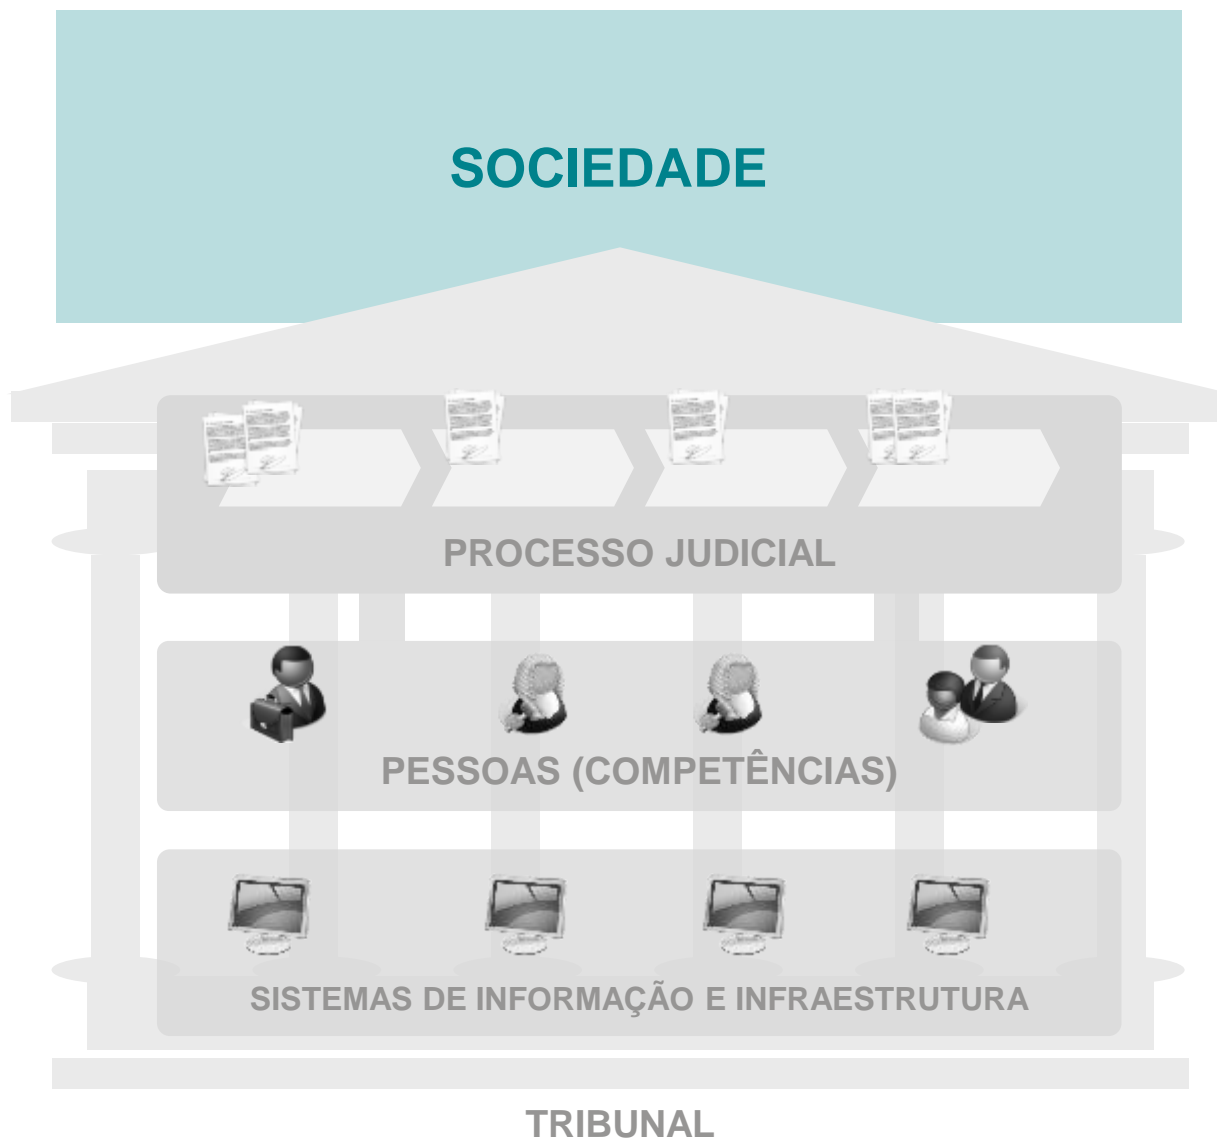 SOCIEDADE
PROCESSO JUDICIAL
PESSOAS (COMPETÊNCIAS)
SISTEMAS DE INFORMAÇÃO E INFRAESTRUTURA
TRIBUNAL